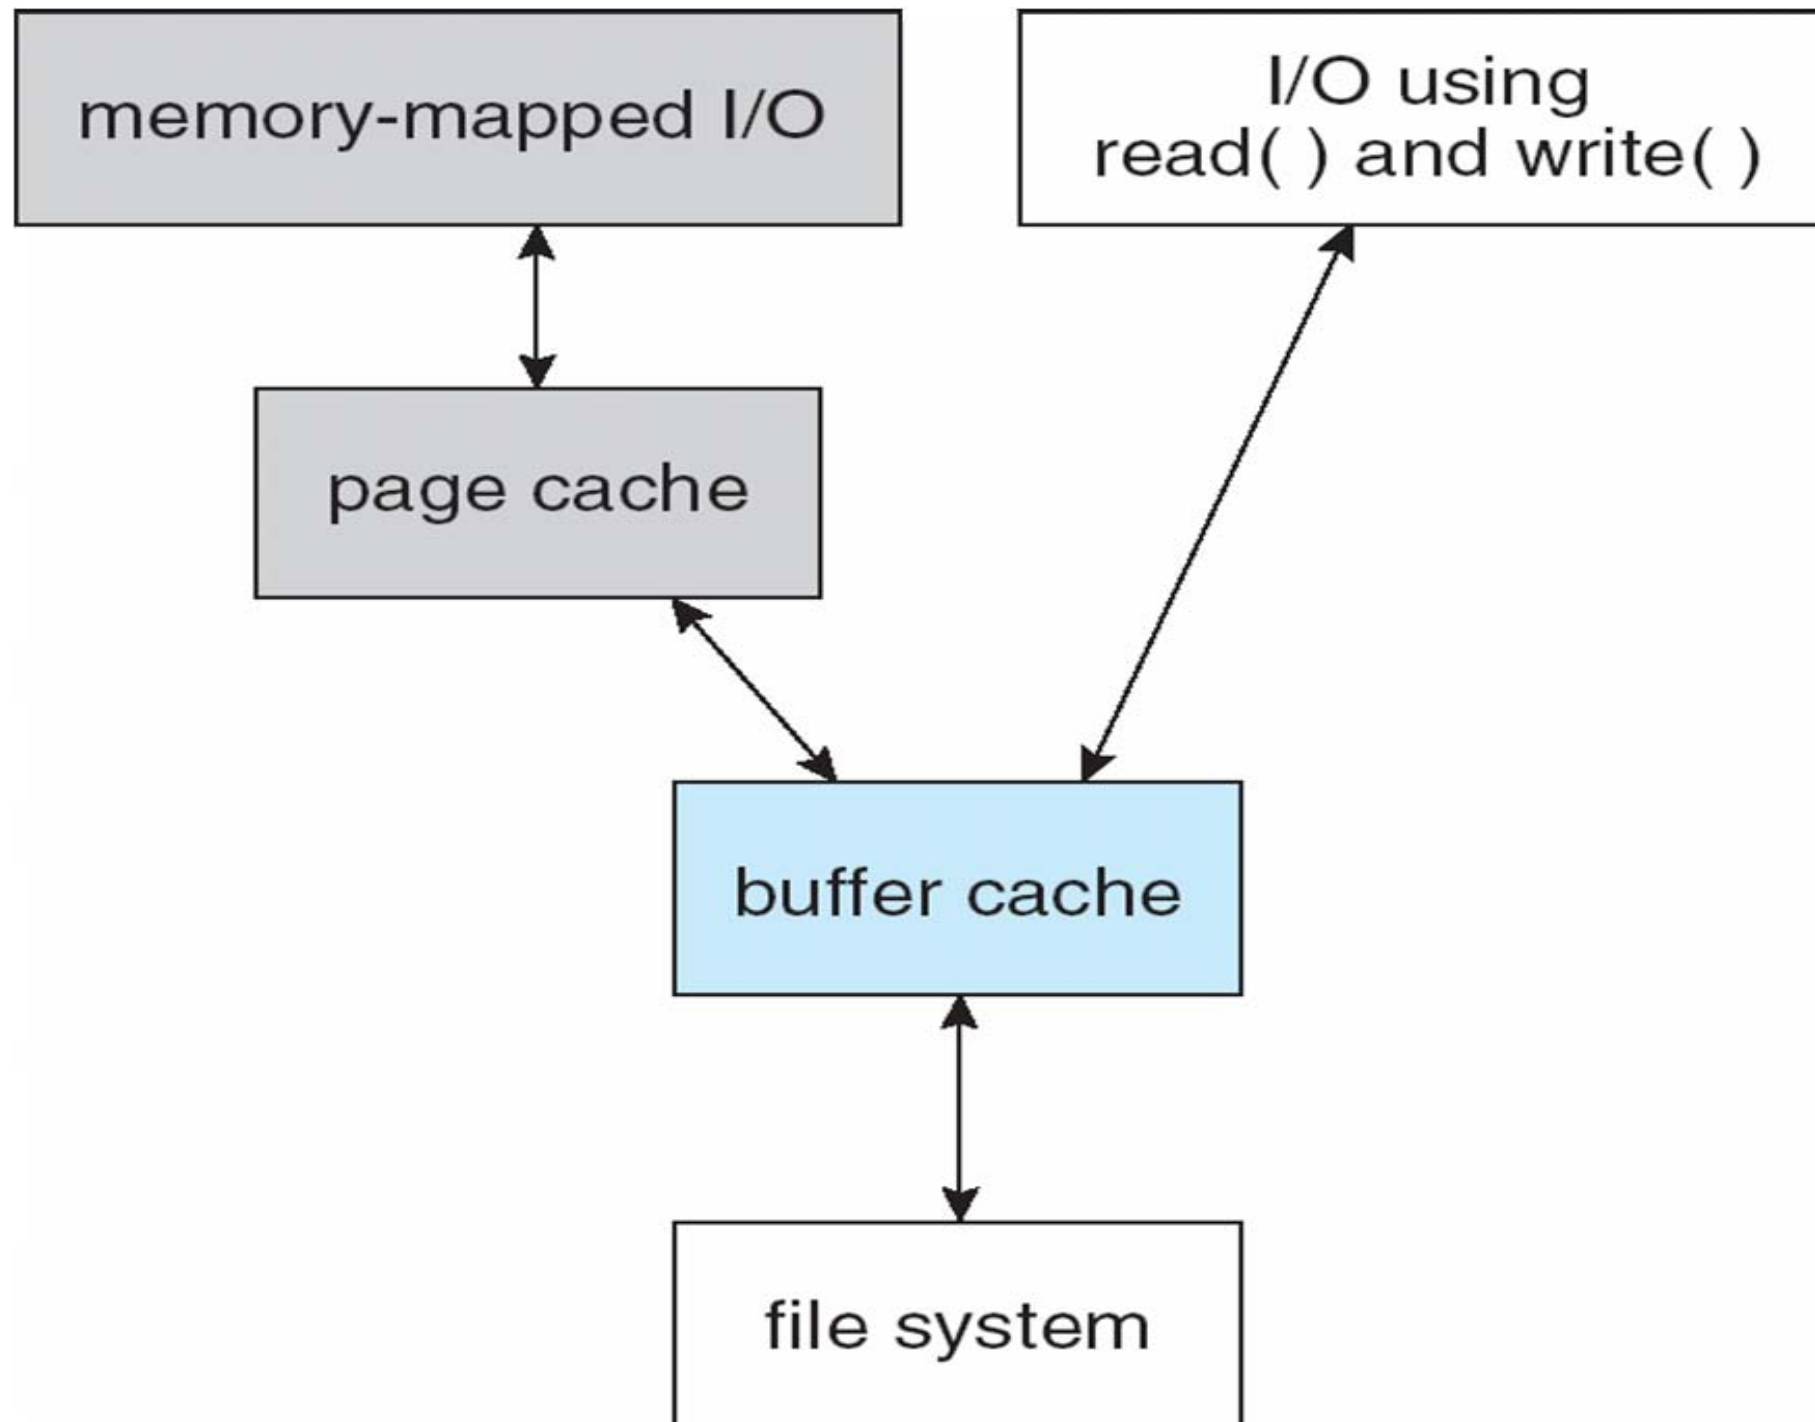 memory-mapped I/O
I/O using
read( ) and write( )
page cache
buffer cache
file system